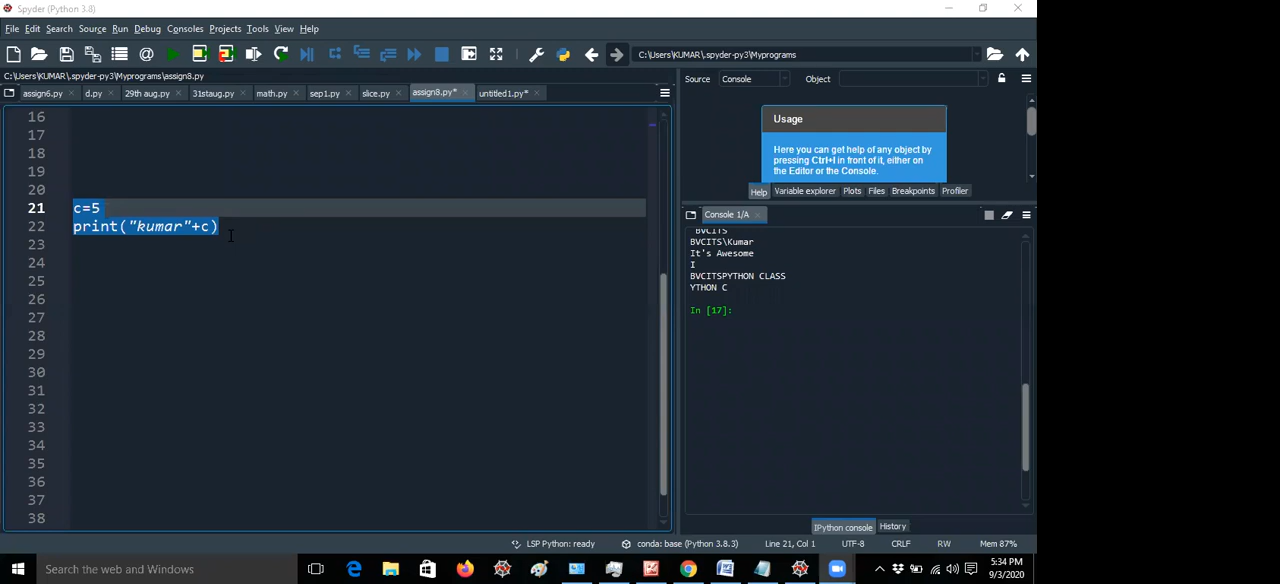 Spyder (Python 3.8)
File Edit Search Source Run Debug Consoles Projects Tools View Help
C:\Users\KUMAR\.spyder-py3\Myprograms
C:\Users\KUMAR\.spyder-py3\Myprograms\assign8.py
Source Console Object
assign6.py d.py 29th aug.py 31staug.py math.py sep1.py slice.py assign8.py* untitled1.py*
Usage
Here you can get help of any object by
pressing Ctrl+I in front of it, either on
the Editor or the Console.
Help Variable explorer Plots Files Breakpoints Profiler
Console 1/A
BVCITS
BVCITS\Kumar
It's Awesome
I
BVCITSPYTHON CLASS
YTHON C
In [17]:
16
17
18
19
20
21 c=5
22 print("kumar"+c)
23
24
25
26
27
28
29
30
31
32
33
34
35
36
37
38
IPython console History
LSP Python: ready conda: base (Python 3.8.3) Line 21, Col 1 UTF-8 CRLF RW Mem 87%
Search the web and Windows
5:34 PM
9/3/2020